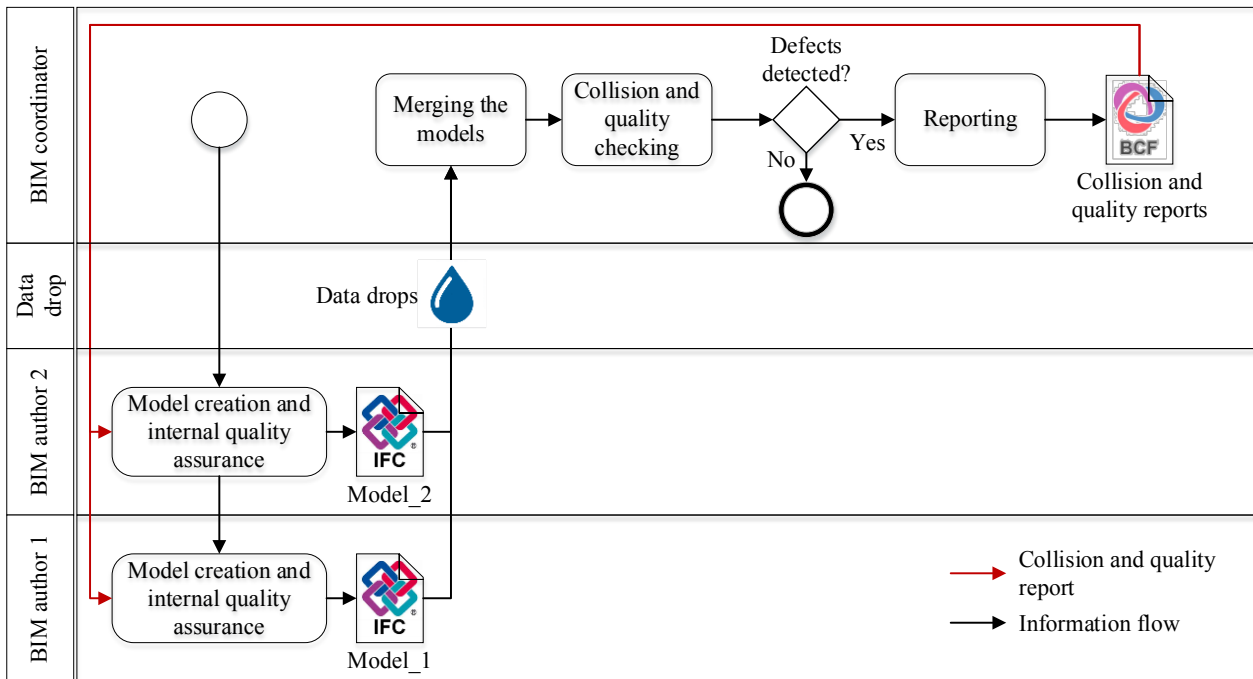 BIM coordinator
Merging the
models
Collision and
quality
checking
Defects
detected?
No
Yes
Reporting
BCF
Collision and
quality reports
Data
drop
Data drops
BIM author 2
Model creation and
internal quality
assurance
IFC
®
Model_2
BIM author 1
Model creation and
internal quality
assurance
IFC
®
Model_1
Collision and quality
report
Information flow